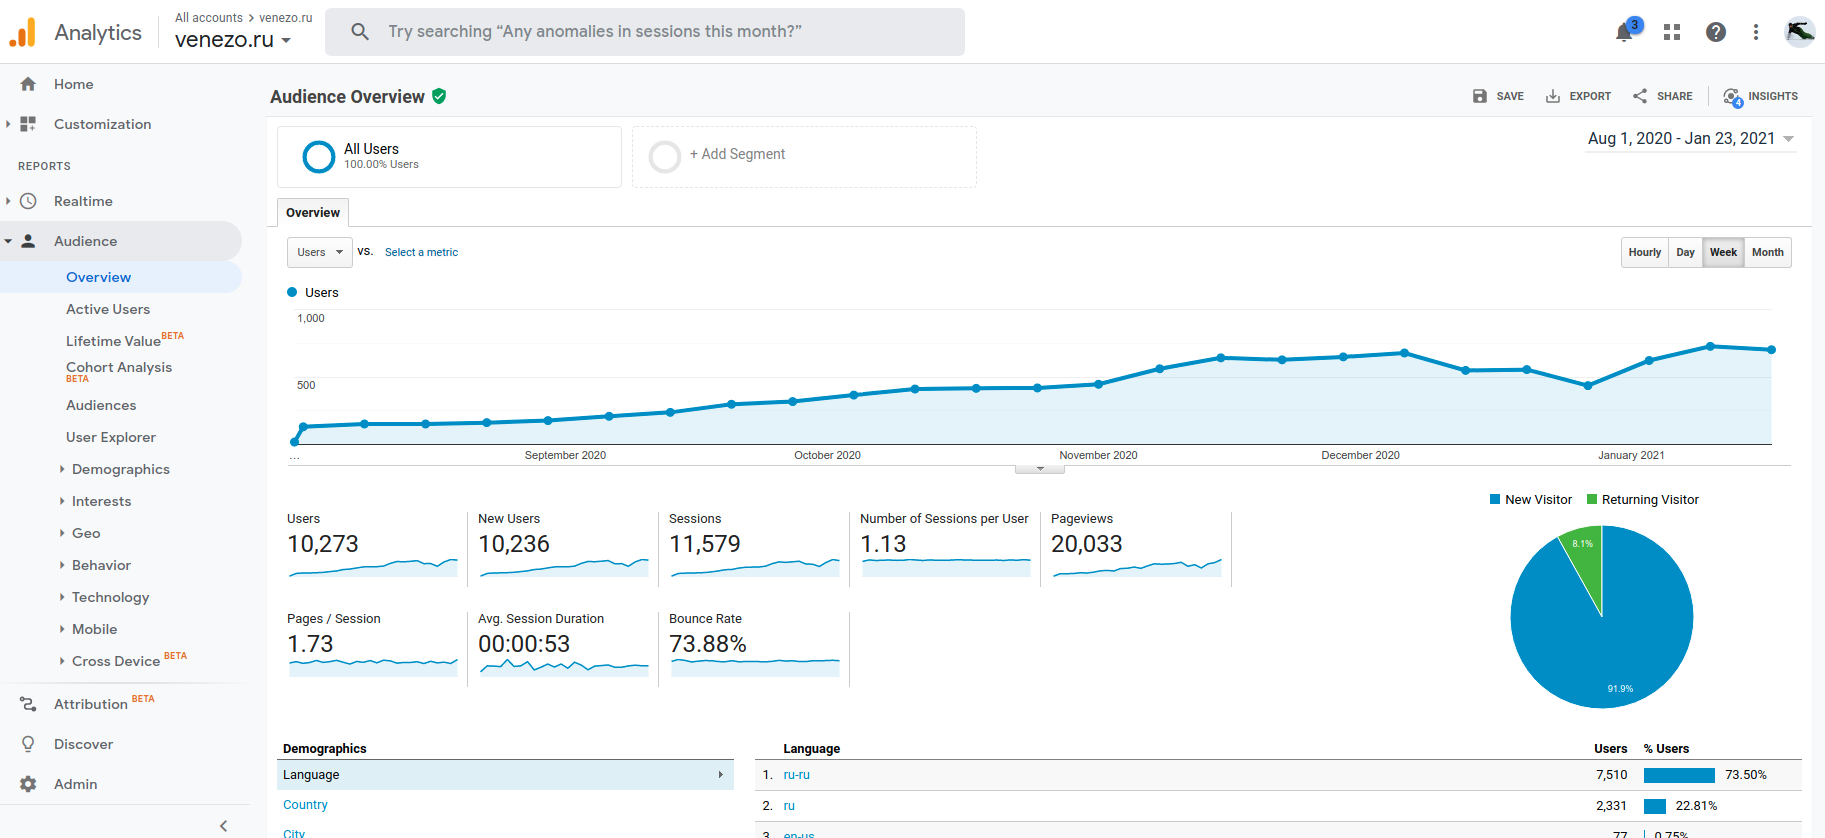 Analytics
All accounts > venezo.ru
venezo.ru
Try searching “Any anomalies in sessions this month?”
3
Home
Customization
REPORTS
Realtime
Audience
Overview
Active Users
Lifetime Value BETA
Cohort Analysis
BETA
Audiences
User Explorer
Demographics
Interests
Geo
Behavior
Technology
Mobile
Cross Device BETA
Attribution BETA
Discover
Admin
Audience Overview
SAVE
EXPORT
SHARE
4
INSIGHTS
All Users
100.00% Users
+ Add Segment
Aug 1, 2020 - Jan 23, 2021
Overview
Users
VS.
Select a metric
Hourly
Day
Week
Month
Users
1,000
500
...
September 2020
October 2020
November 2020
December 2020
January 2021
Users
10,273
New Users
10,236
Sessions
11,579
Number of Sessions per User
1.13
Pageviews
20,033
Pages / Session
1.73
Avg. Session Duration
00:00:53
Bounce Rate
73.88%
New Visitor
Returning Visitor
8.1%
91.9%
Demographics
Language
Country
City
Language Users % Users
1. ru-ru 7,510 73.50%
2. ru 2,331 22.81%
3. en-us 77 0.75%